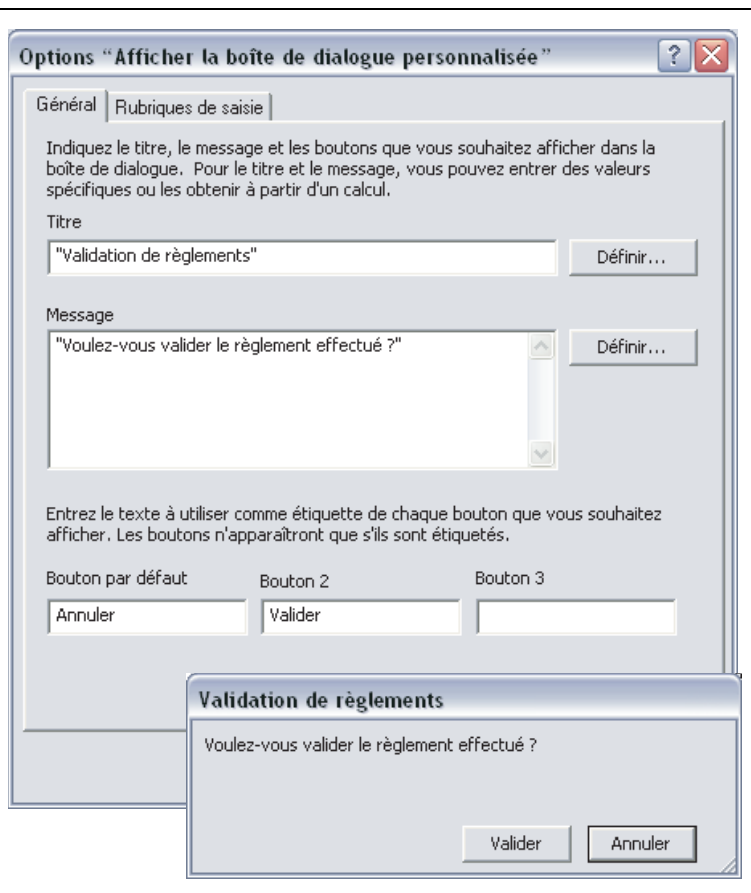 Options “Afficher la boîte de dialogue personnalisée”
Général
Rubriques de saisie
Indiquez le titre, le message et les boutons que vous souhaitez afficher dans la
boîte de dialogue. Pour le titre et le message, vous pouvez entrer des valeurs
spécifiques ou les obtenir à partir d'un calcul.
Titre
"Validation de règlements"
Définir...
Message
"Voulez-vous valider le règlement effectué ?"
Définir...
Entrez le texte à utiliser comme étiquette de chaque bouton que vous souhaitez
afficher. Les boutons n'apparaîtront que s'ils sont étiquetés.
Bouton par défaut
Bouton 2
Bouton 3
Annuler
Valider
Validation de règlements
Voulez-vous valider le règlement effectué ?
Valider
Annuler